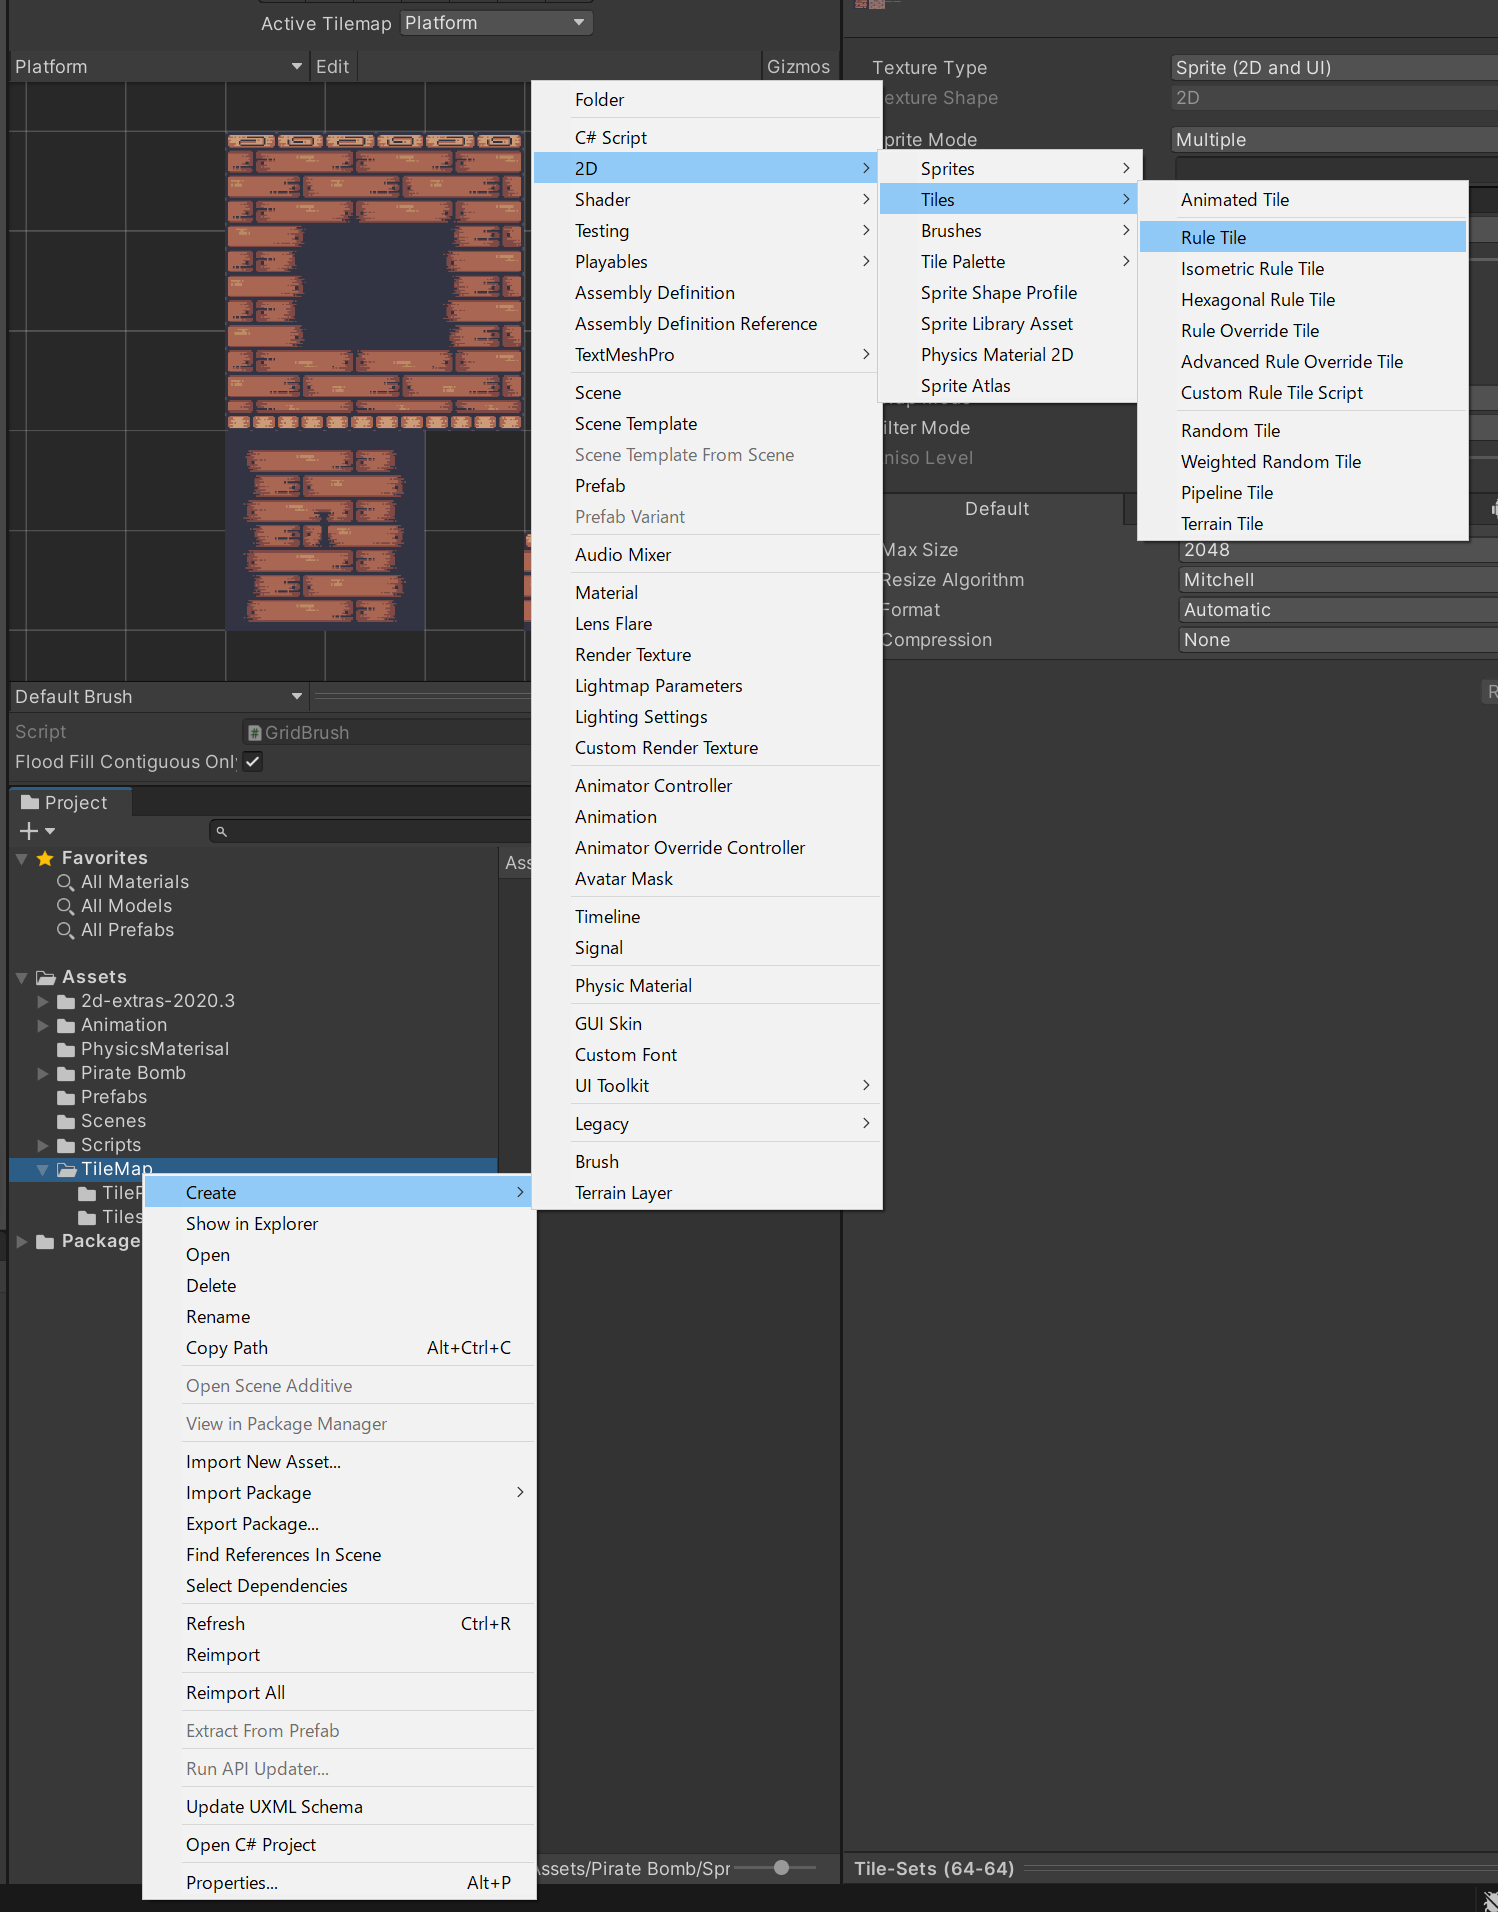 Active Tilemap
Platform
Platform
Edit
Gizmos
Default Brush
Script
GridBrush
Flood Fill Contiguous Onl
Project
Favorites
All Materials
All Models
All Prefabs
Assets
2d-extras-2020.3
Animation
PhysicsMaterisal
Pirate Bomb
Prefabs
Scenes
Scripts
TileMap
Tiles
Package
Create
Show in Explorer
Open
Delete
Rename
Copy Path Alt+Ctrl+C
Open Scene Additive
View in Package Manager
Import New Asset...
Import Package
Export Package...
Find References In Scene
Select Dependencies
Refresh Ctrl+R
Reimport
Reimport All
Extract From Prefab
Run API Updater...
Update UXML Schema
Open C# Project
Properties... Alt+P
Folder
C# Script
2D
Shader
Testing
Playables
Assembly Definition
Assembly Definition Reference
TextMeshPro
Scene
Scene Template
Scene Template From Scene
Prefab
Prefab Variant
Audio Mixer
Material
Lens Flare
Render Texture
Lightmap Parameters
Lighting Settings
Custom Render Texture
Animator Controller
Animation
Animator Override Controller
Avatar Mask
Timeline
Signal
Physic Material
GUI Skin
Custom Font
UI Toolkit
Legacy
Brush
Terrain Layer
Sprites
Tiles
Brushes
Tile Palette
Sprite Shape Profile
Sprite Library Asset
Physics Material 2D
Sprite Atlas
Animated Tile
Rule Tile
Isometric Rule Tile
Hexagonal Rule Tile
Rule Override Tile
Advanced Rule Override Tile
Custom Rule Tile Script
Random Tile
Weighted Random Tile
Pipeline Tile
Terrain Tile
Texture Type Sprite (2D and UI)
exture Shape 2D
prite Mode Multiple
ilter Mode
niso Level
Default
Max Size 2048
Resize Algorithm Mitchell
Format Automatic
Compression None
Assets/Pirate Bomb/Spr
Tile-Sets (64-64)